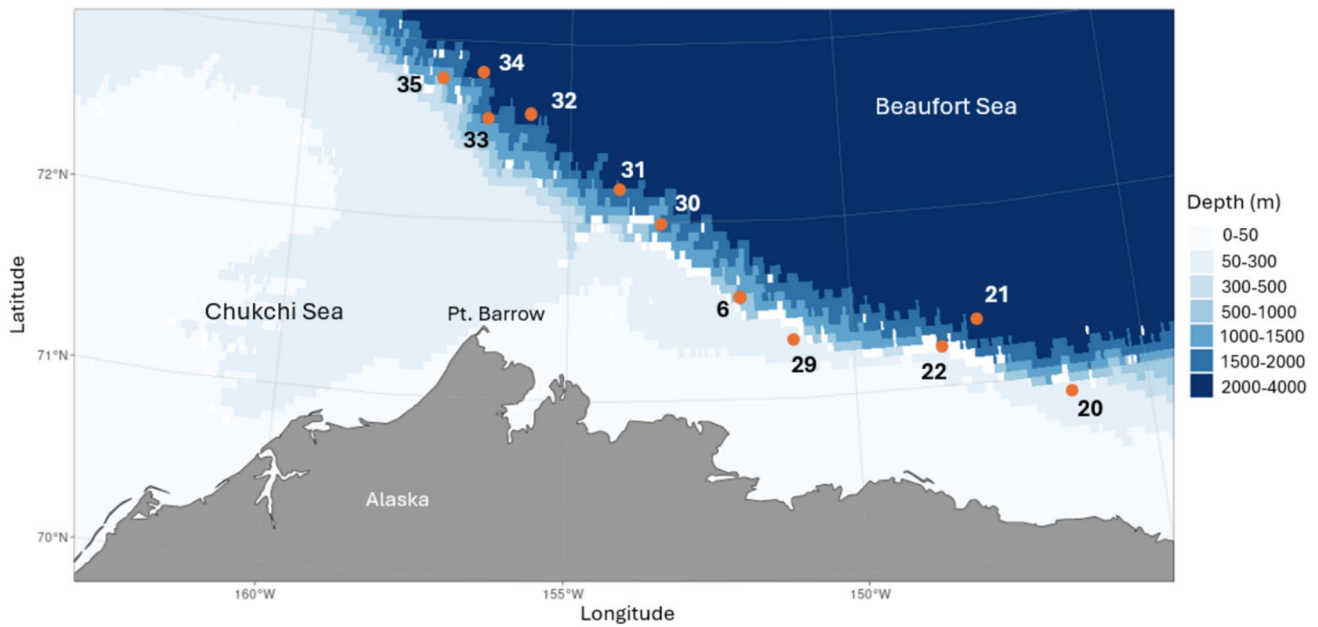 34
35
32
Beaufort Sea
33
31
72°N
30
Depth (m)
0-50
50-300
300-500
500-1000
1000-1500
1500-2000
2000-4000
Latitude
21
6
Chukchi Sea
Pt. Barrow
71°N
29
22
20
Alaska
70°N
160°W
155°W
150°W
Longitude